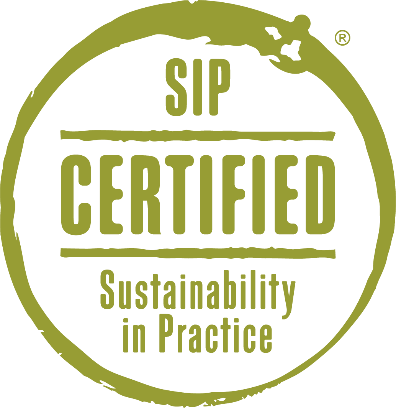 SIP
®
CERTIFIED
Sustainability
in Practice